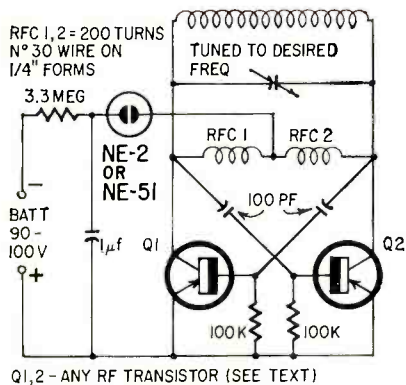 RFC 1,2 = 200 TURNS
Nº 30 WIRE ON
1/4" FORMS
TUNED TO DESIRED
FREQ
3.3 MEG
RFC 1
RFC 2
NE-2
OR
NE-51
100 PF
−
BATT
90-
100V
+
1µf
Q1
Q2
100K
100K
Q1,2 - ANY RF TRANSISTOR (SEE TEXT)